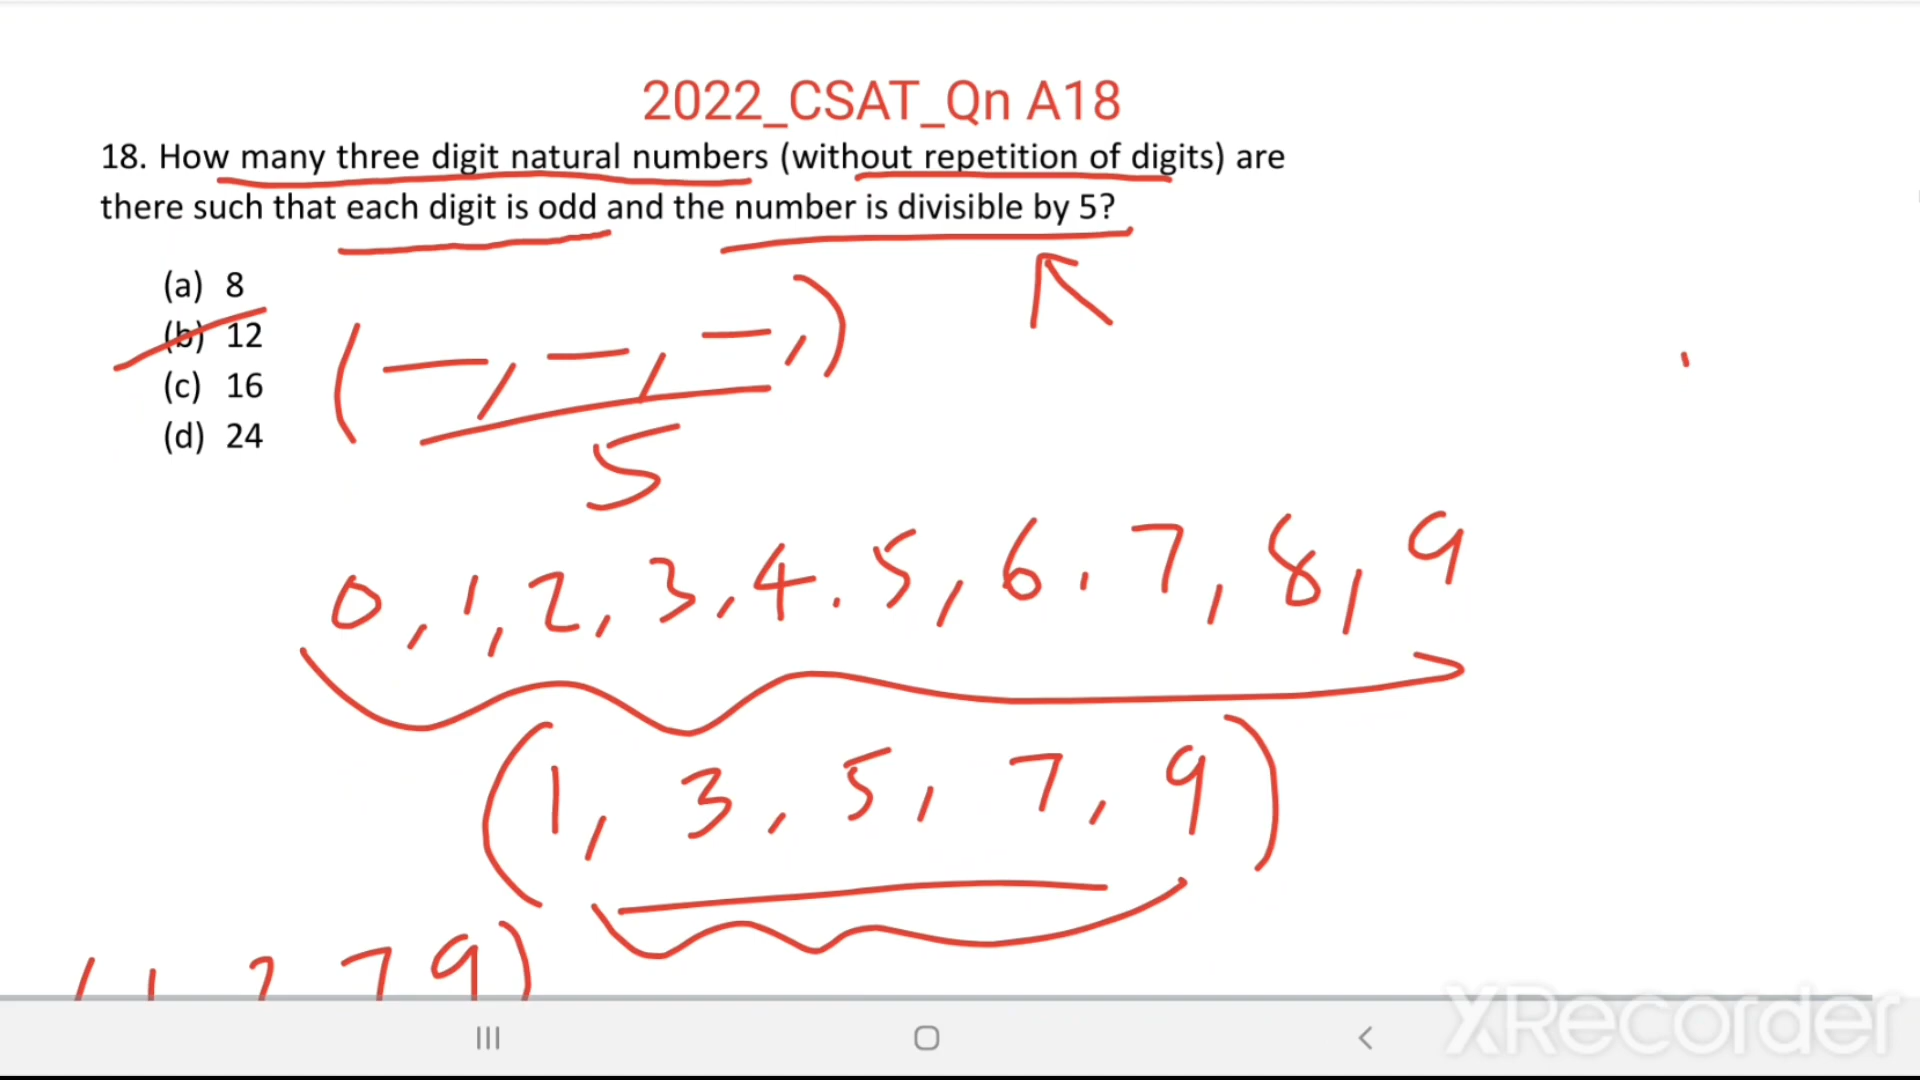 2022_CSAT_Qn A18
18. How many three digit natural numbers (without repetition of digits) are
there such that each digit is odd and the number is divisible by 5?
(a) 8
(b) 12
(c) 16
(d) 24
(—, —, —,)
5
0, 1, 2, 3, 4. 5, 6. 7, 8, 9
(1, 3, 5, 7, 9)
7 9)
XRecorder